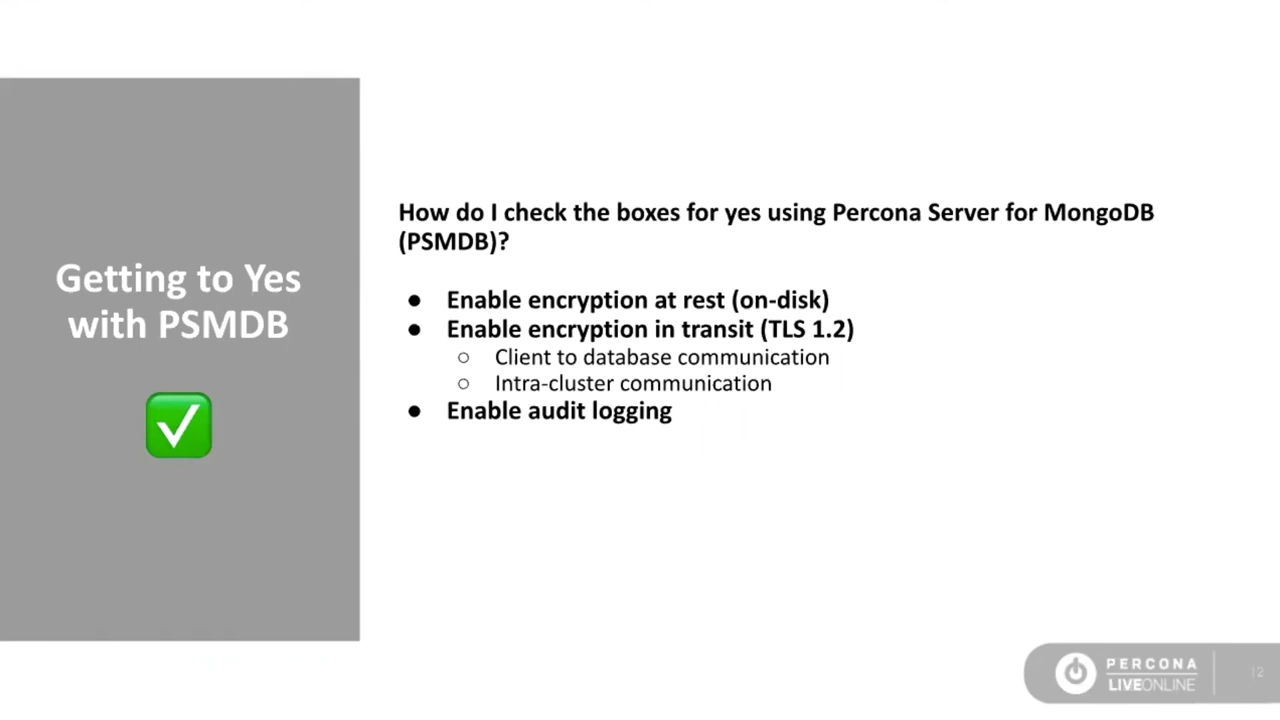 Getting to Yes
with PSMDB
How do I check the boxes for yes using Percona Server for MongoDB
(PSMDB)?
● Enable encryption at rest (on-disk)
● Enable encryption in transit (TLS 1.2)
○ Client to database communication
○ Intra-cluster communication
● Enable audit logging
PERCONA
LIVEONLINE
12